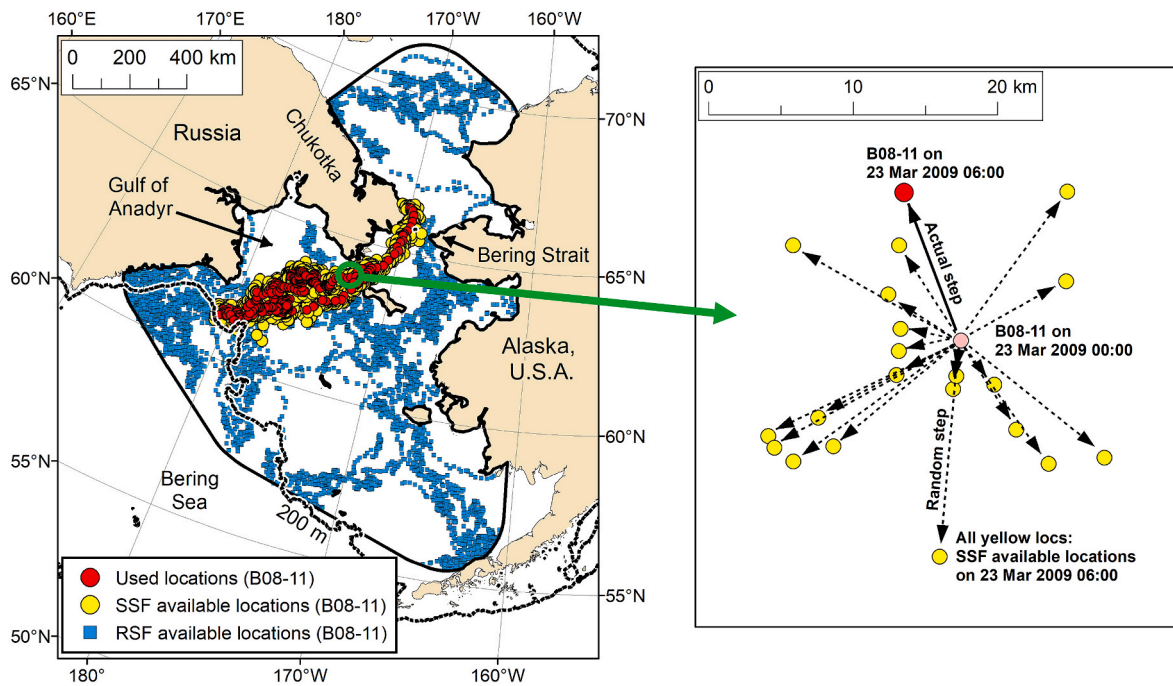 160°E
170°E
180°
170°W
160°W
0
200
400 km
65°N
60°N
55°N
50°N
70°N
65°N
60°N
55°N
Russia
Chukotka
Gulf of
Anadyr
Bering Strait
Alaska,
U.S.A.
Bering
Sea
200 m
Used locations (B08-11)
SSF available locations (B08-11)
RSF available locations (B08-11)
180°
170°W
160°W
0
10
20 km
B08-11 on
23 Mar 2009 06:00
Actual step
B08-11 on
23 Mar 2009 00:00
Random step
All yellow locs:
SSF available locations
on 23 Mar 2009 06:00